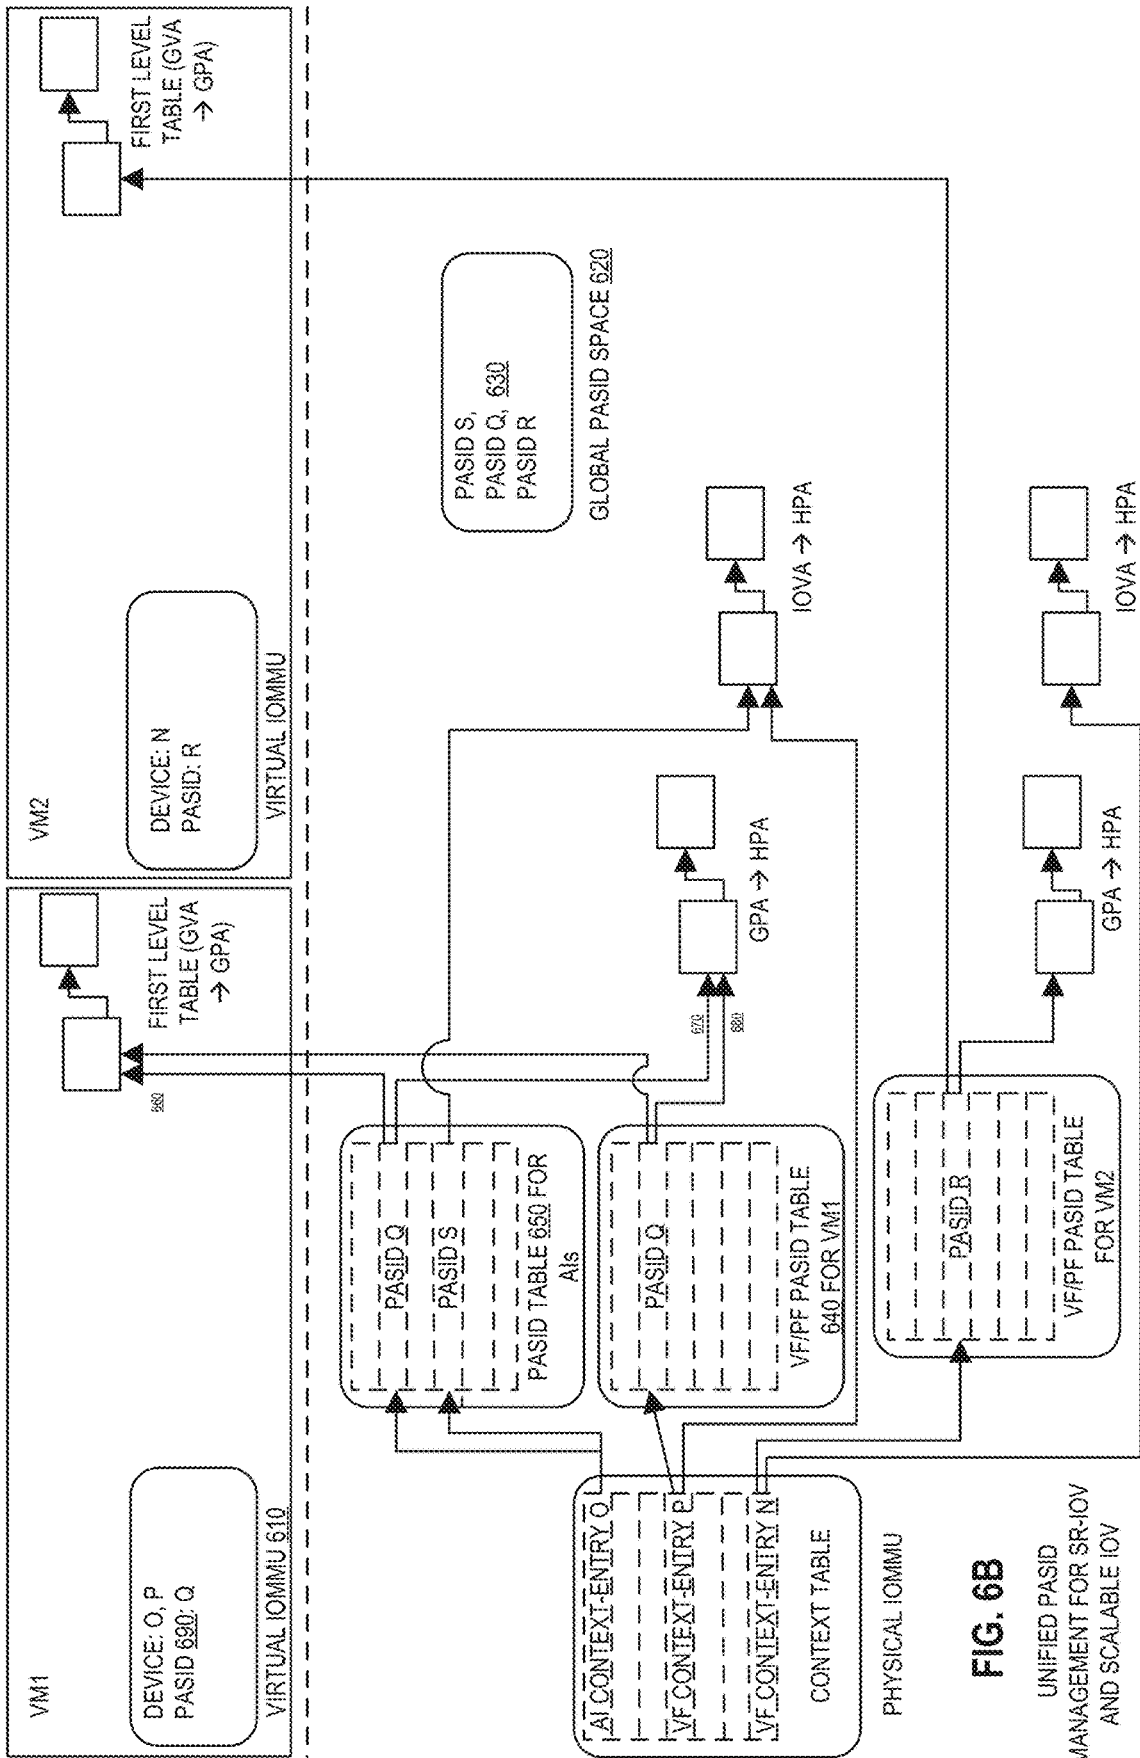 VM1
DEVICE: O, P
PASID 690: Q
VIRTUAL IOMMU 610
FIRST LEVEL
TABLE (GVA
→ GPA)
660
VM2
DEVICE: N
PASID: R
VIRTUAL IOMMU
FIRST LEVEL
TABLE (GVA
→ GPA)
PASID Q
PASID S
PASID TABLE 650 FOR
AIs
PASID S,
PASID Q, 630
PASID R
GLOBAL PASID SPACE 620
AI CONTEXT-ENTRY O
VF CONTEXT-ENTRY P
VF CONTEXT-ENTRY N
CONTEXT TABLE
PHYSICAL IOMMU
PASID Q
VF/PF PASID TABLE
640 FOR VM1
670
680
GPA → HPA
IOVA → HPA
PASID R
VF/PF PASID TABLE
FOR VM2
GPA → HPA
IOVA → HPA
FIG. 6B
UNIFIED PASID
MANAGEMENT FOR SR-IOV
AND SCALABLE IOV